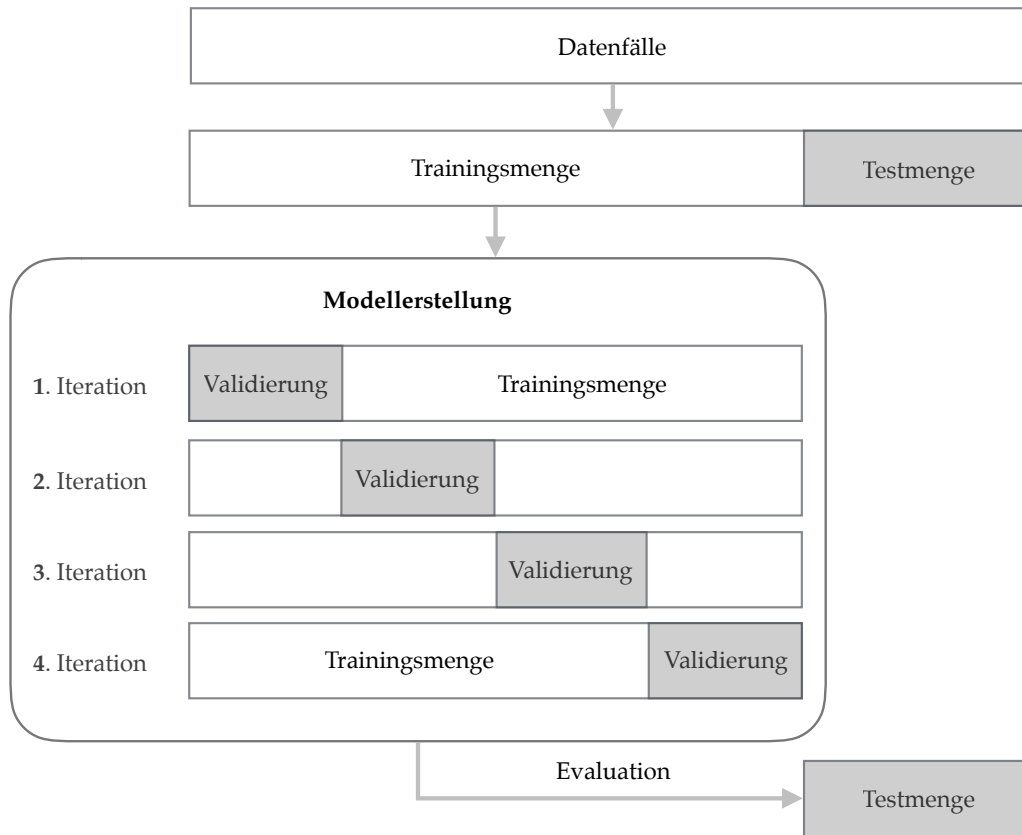 Datenfälle
Trainingsmenge Testmenge
Modellerstellung
1. Iteration Validierung Trainingsmenge
2. Iteration Validierung
3. Iteration Validierung
4. Iteration Trainingsmenge Validierung
Evaluation
Testmenge